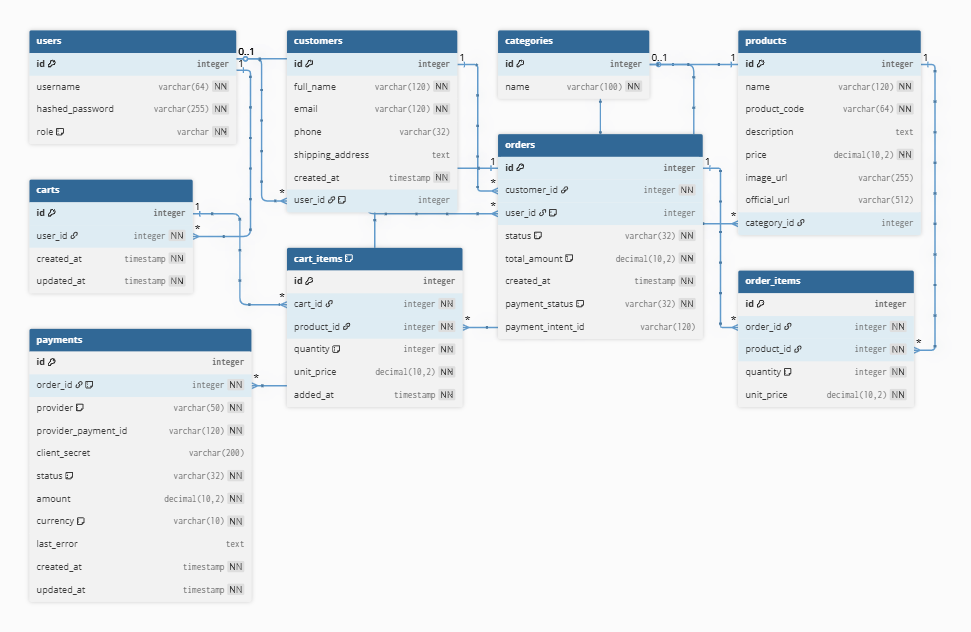 users
id integer
username varchar(64) NN
hashed_password varchar(255) NN
role varchar NN
0..1
1
customers
id integer
full_name varchar(120) NN
email varchar(120) NN
phone varchar(32)
shipping_address text
created_at timestamp NN
user_id integer
1
*
categories
id integer
name varchar(100) NN
0..1
products
id integer
name varchar(120) NN
product_code varchar(64) NN
description text
price decimal(10,2) NN
image_url varchar(255)
official_url varchar(512)
category_id integer
1
1
*
carts
id integer
user_id integer NN
created_at timestamp NN
updated_at timestamp NN
1
*
orders
id integer
customer_id integer NN
user_id integer
status varchar(32) NN
total_amount decimal(10,2) NN
created_at timestamp NN
payment_status varchar(32) NN
payment_intent_id varchar(120)
1
*
*
1
cart_items
id integer
cart_id integer NN
product_id integer NN
quantity integer NN
unit_price decimal(10,2) NN
added_at timestamp NN
*
*
order_items
id integer
order_id integer NN
product_id integer NN
quantity integer NN
unit_price decimal(10,2) NN
*
*
payments
id integer
order_id integer NN
provider varchar(50) NN
provider_payment_id varchar(120) NN
client_secret varchar(200)
status varchar(32) NN
amount decimal(10,2) NN
currency varchar(10) NN
last_error text
created_at timestamp NN
updated_at timestamp NN
*